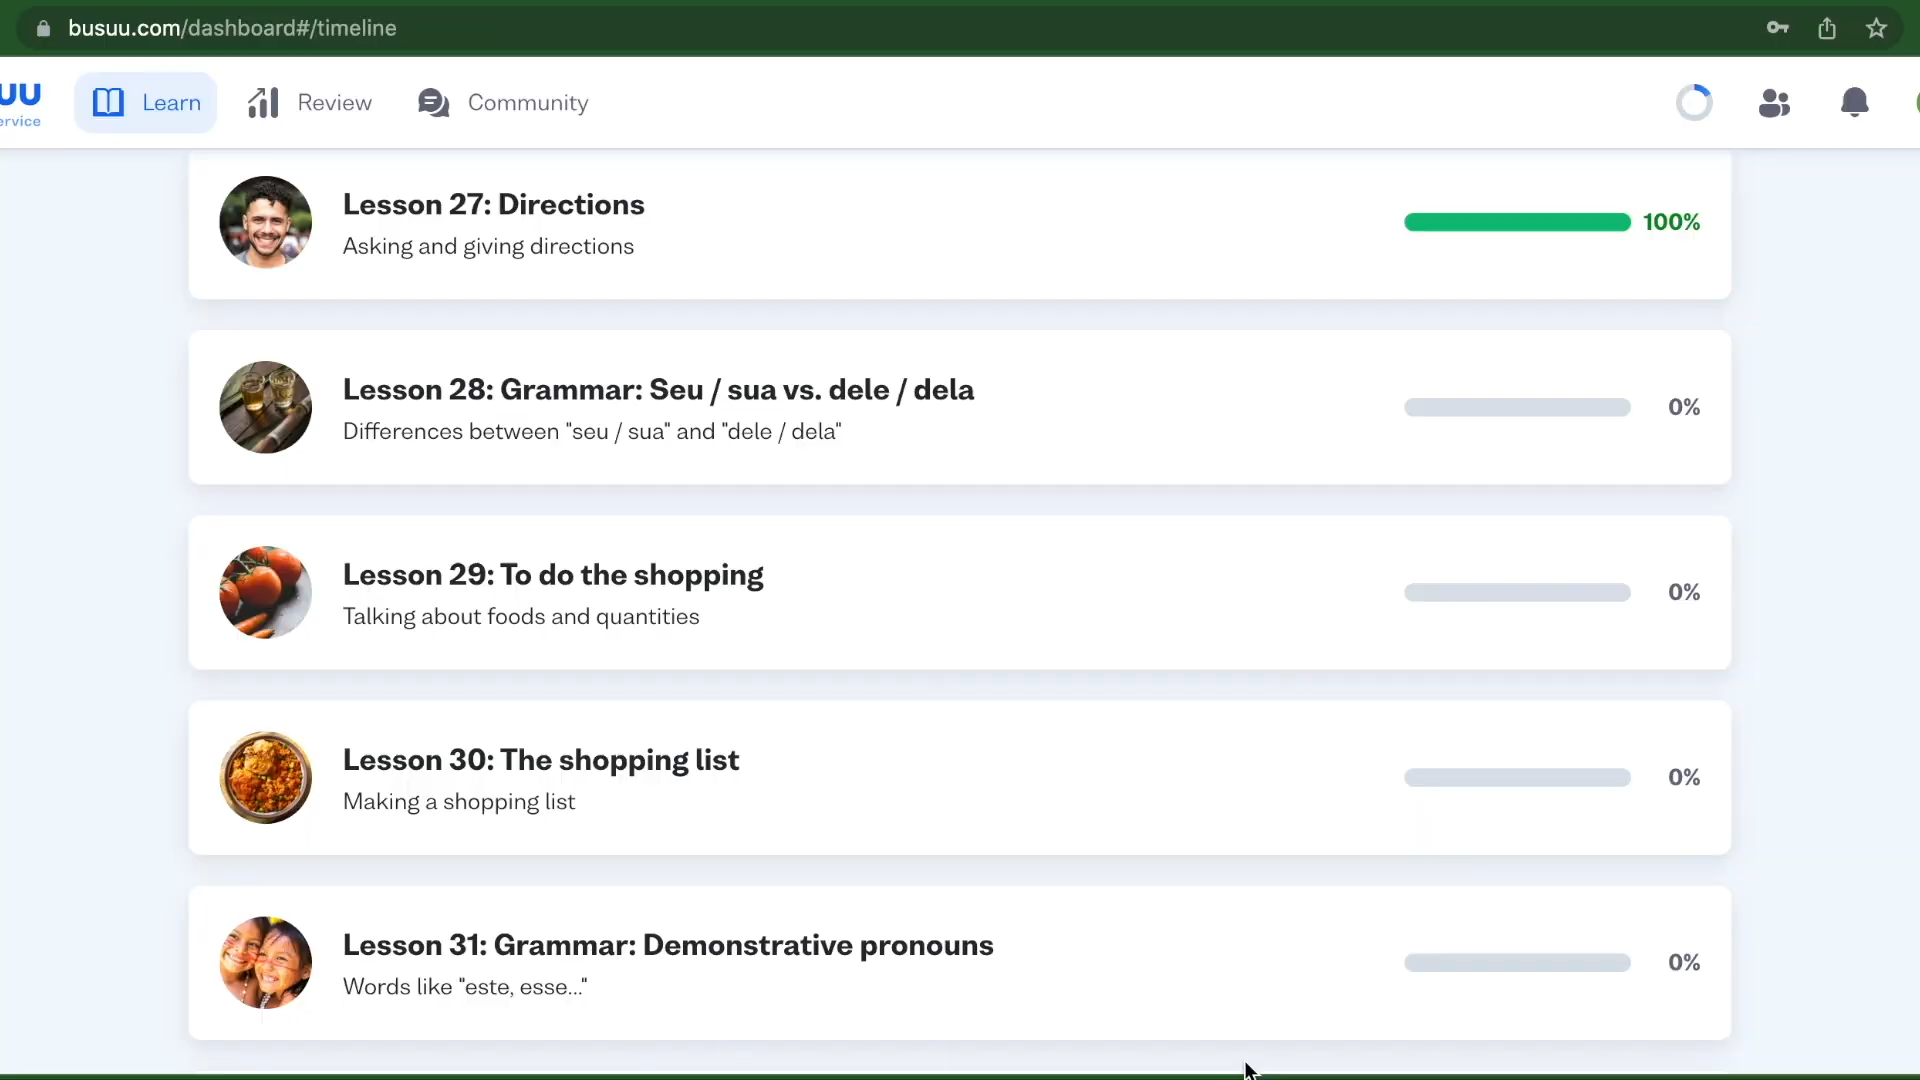 busuu.com/dashboard#/timeline
uu
ervice
Learn
Review
Community
Lesson 27: Directions
Asking and giving directions
100%
Lesson 28: Grammar: Seu / sua vs. dele / dela
Differences between "seu / sua" and "dele / dela"
0%
Lesson 29: To do the shopping
Talking about foods and quantities
0%
Lesson 30: The shopping list
Making a shopping list
0%
Lesson 31: Grammar: Demonstrative pronouns
Words like "este, esse..."
0%